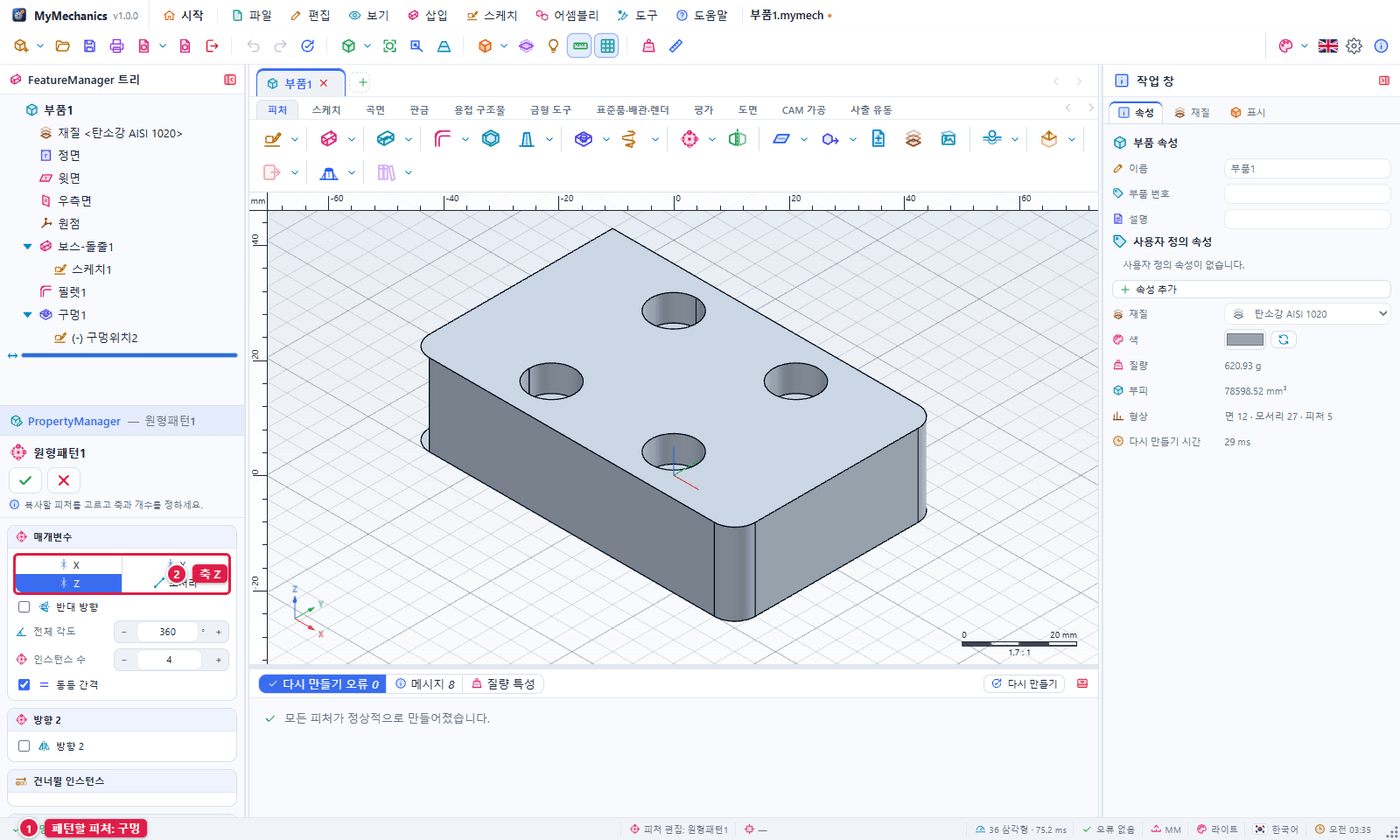 MyMechanics v1.0.0
시작
파일
편집
보기
삽입
스케치
어셈블리
도구
도움말
부품1.mymech
FeatureManager 트리
부품1
재질 <탄소강 AISI 1020>
정면
윗면
우측면
원점
보스-돌출1
스케치1
필렛1
구멍1
(-) 구멍위치2
PropertyManager — 원형패턴1
원형패턴1
복사할 피처를 고르고 축과 개수를 정하세요.
매개변수
X
Z
2 축 Z
반대 방향
전체 각도 − 360 ° +
인스턴스 수 − 4 +
동등 간격
방향 2
방향 2
건너뛸 인스턴스
1 패턴할 피처: 구멍
부품1
피처
스케치
곡면
판금
용접 구조물
금형 도구
표준품·배관·렌더
평가
도면
CAM 가공
사출 유동
mm
-60
-40
-20
0
20
40
60
40
20
0
20
Z
Y
X
0 20 mm
1.7 : 1
다시 만들기 오류 0
메시지 8
질량 특성
다시 만들기
모든 피처가 정상적으로 만들어졌습니다.
작업 창
속성
재질
표시
부품 속성
이름 부품1
부품 번호
설명
사용자 정의 속성
사용자 정의 속성이 없습니다.
+ 속성 추가
재질 탄소강 AISI 1020
색
질량 620.93 g
부피 78598.52 mm³
형상 면 12 · 모서리 27 · 피처 5
다시 만들기 시간 29 ms
피처 편집: 원형패턴1
—
36 삼각형 · 75.2 ms
오류 없음
MM
라이트
한국어
오전 03:35